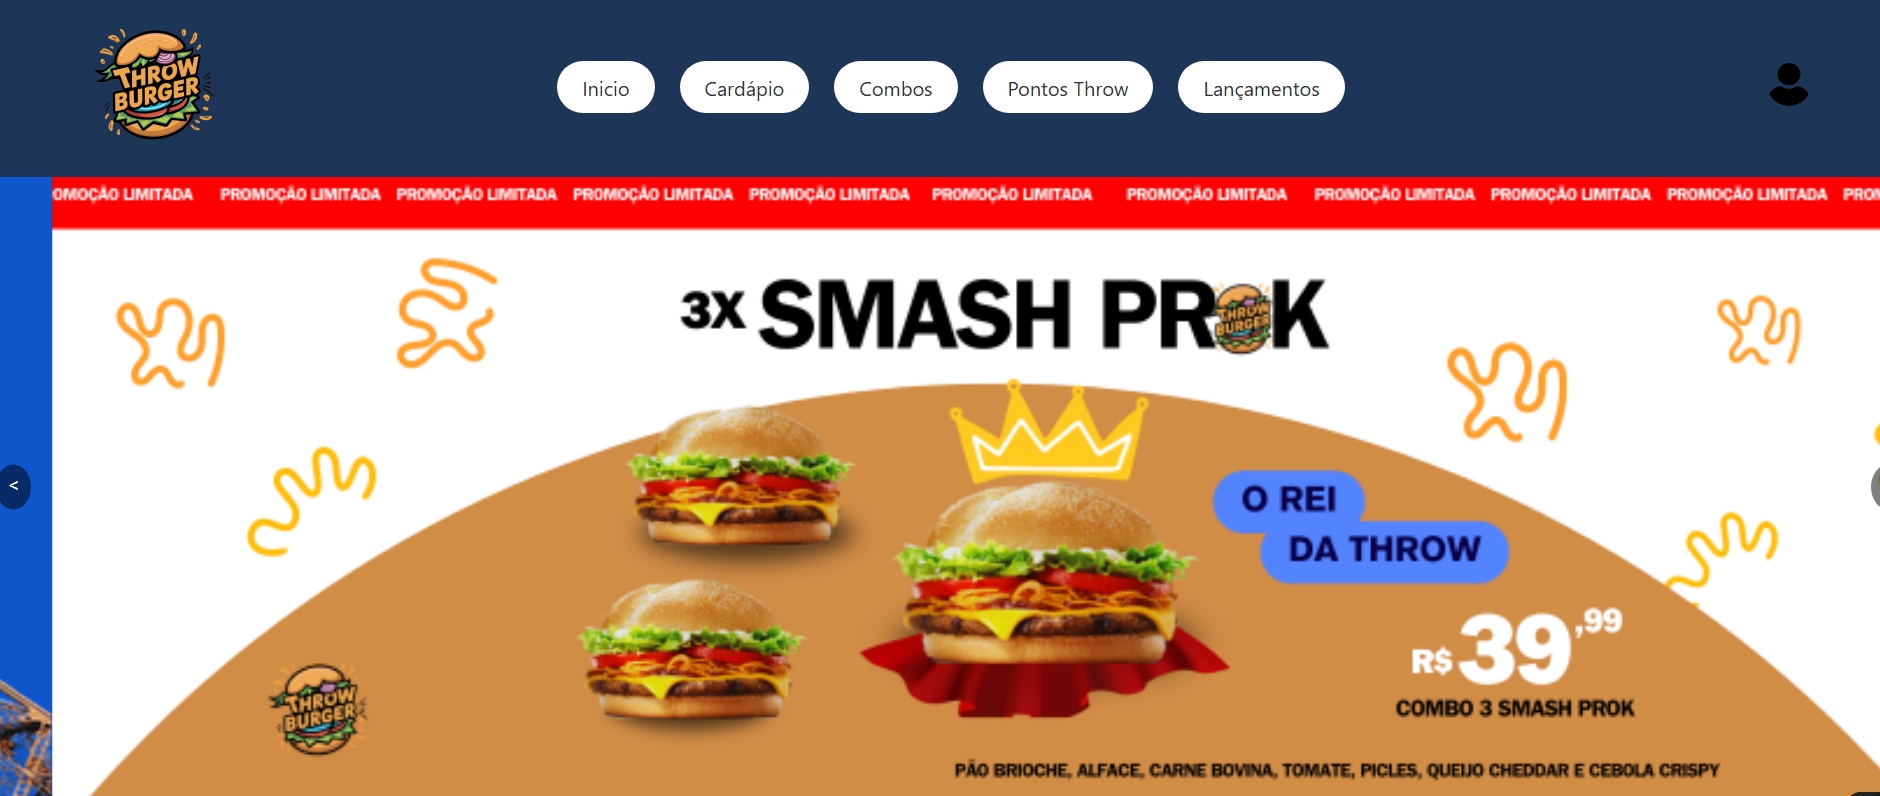 THROW
BURGER
Inicio
Cardápio
Combos
Pontos Throw
Lançamentos
OMOÇÃO LIMITADA PROMOÇÃO LIMITADA PROMOÇÃO LIMITADA PROMOÇÃO LIMITADA PROMOÇÃO LIMITADA PROMOÇÃO LIMITADA PROMOÇÃO LIMITADA PROMOÇÃO LIMITADA PROMOÇÃO LIMITADA PROMOÇÃO LIMITADA PROM
3X SMASH PROK
THROW
BURGER
<
O REI
DA THROW
R$39,99
COMBO 3 SMASH PROK
THROW
BURGER
PÃO BRIOCHE, ALFACE, CARNE BOVINA, TOMATE, PICLES, QUEIJO CHEDDAR E CEBOLA CRISPY